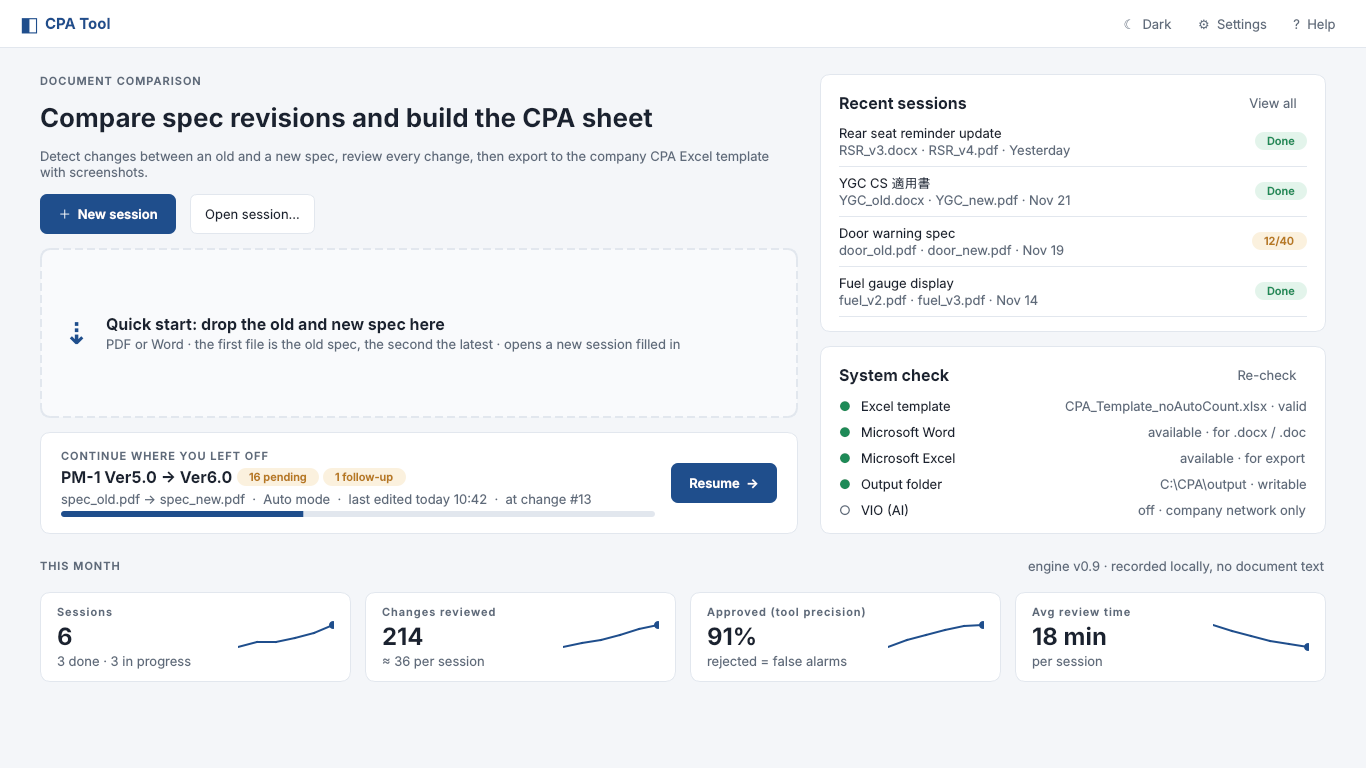 CPA Tool
☾ Dark
⚙ Settings
? Help
DOCUMENT COMPARISON
Compare spec revisions and build the CPA sheet
Detect changes between an old and a new spec, review every change, then export to the company CPA Excel template
with screenshots.
+ New session
Open session...
Quick start: drop the old and new spec here
PDF or Word · the first file is the old spec, the second the latest · opens a new session filled in
CONTINUE WHERE YOU LEFT OFF
PM-1 Ver5.0 → Ver6.0 16 pending 1 follow-up
spec_old.pdf → spec_new.pdf · Auto mode · last edited today 10:42 · at change #13
Resume →
Recent sessions
View all
Rear seat reminder update
RSR_v3.docx · RSR_v4.pdf · Yesterday
Done
YGC CS 適用書
YGC_old.docx · YGC_new.pdf · Nov 21
Done
Door warning spec
door_old.pdf · door_new.pdf · Nov 19
12/40
Fuel gauge display
fuel_v2.pdf · fuel_v3.pdf · Nov 14
Done
System check
Re-check
Excel template CPA_Template_noAutoCount.xlsx · valid
Microsoft Word available · for .docx / .doc
Microsoft Excel available · for export
Output folder C:\CPA\output · writable
VIO (AI) off · company network only
THIS MONTH
engine v0.9 · recorded locally, no document text
Sessions
6
3 done · 3 in progress
Changes reviewed
214
≈ 36 per session
Approved (tool precision)
91%
rejected = false alarms
Avg review time
18 min
per session